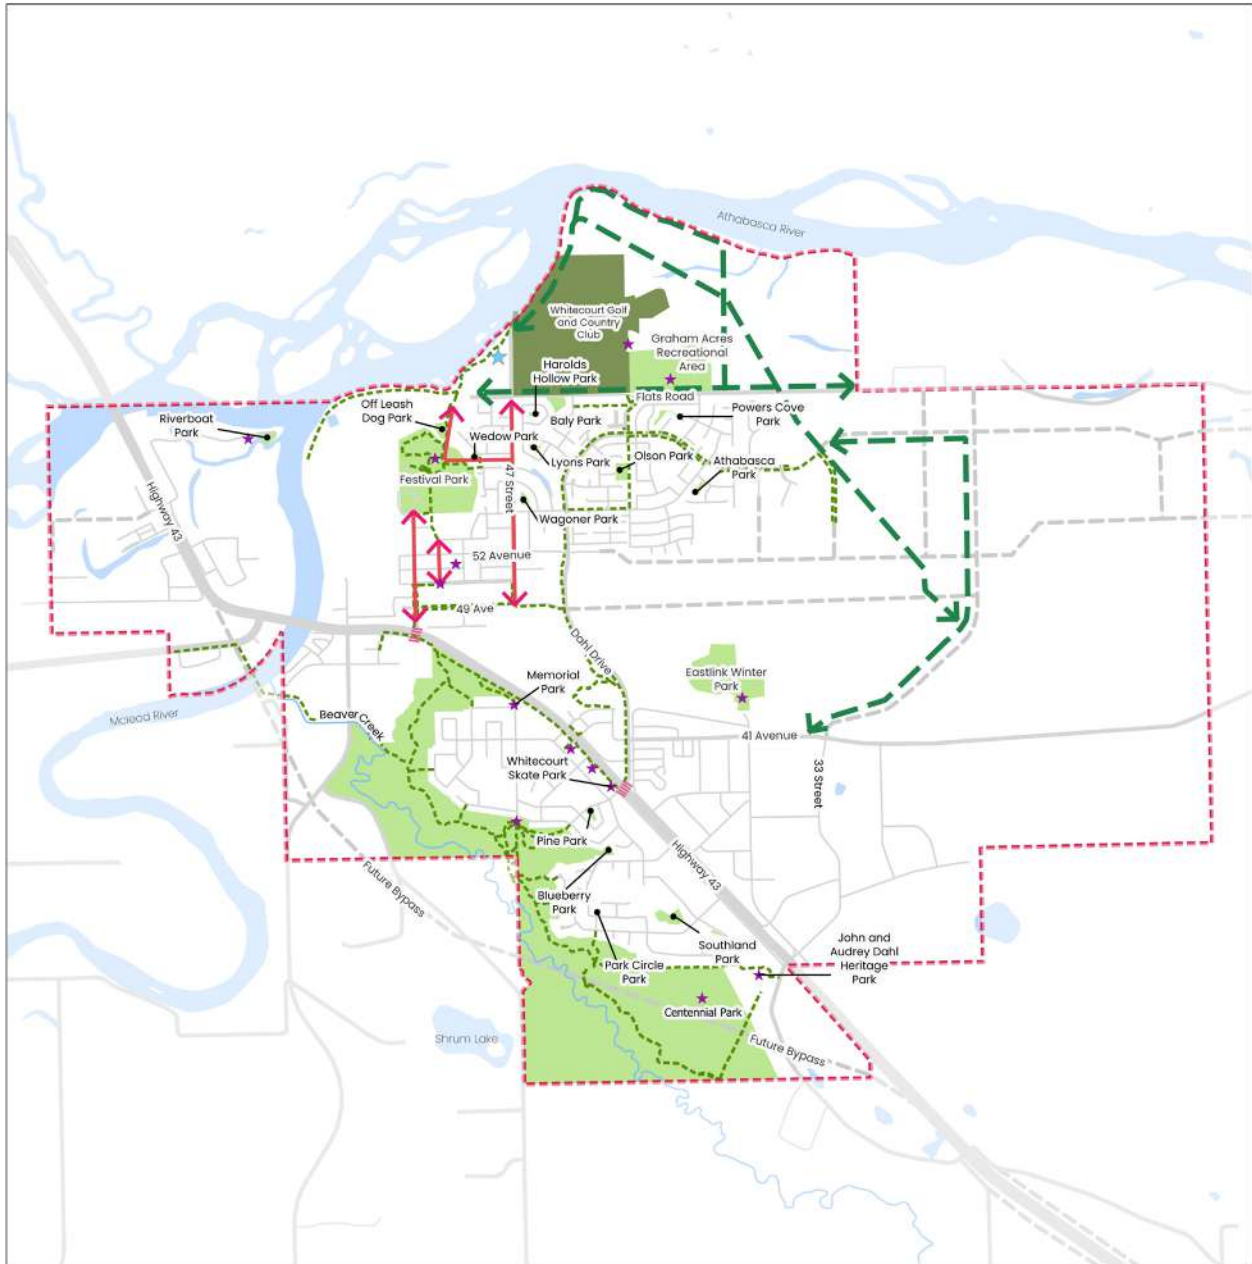 Athabasca River
Whitecourt Golf
and Country
Club
Graham Acres
Recreational
Area
Harolds
Hollow Park
Flats Road
Off Leash
Dog Park
Baly Park
Powers Cove
Park
Riverboat
Park
Wedow Park
Lyons Park
Olson Park
Athabasca
Park
Festival Park
47 Street
Highway 43
Wagoner Park
52 Avenue
49 Ave
Dahl Drive
Memorial
Park
Eastlink Winter
Park
Mcleod River
Beaver Creek
41 Avenue
Whitecourt
Skate Park
33 Street
Pine Park
Highway 43
Future Bypass
Blueberry
Park
Southland
Park
John and
Audrey Dahl
Heritage
Park
Park Circle
Park
Centennial Park
Shrum Lake
Future Bypass